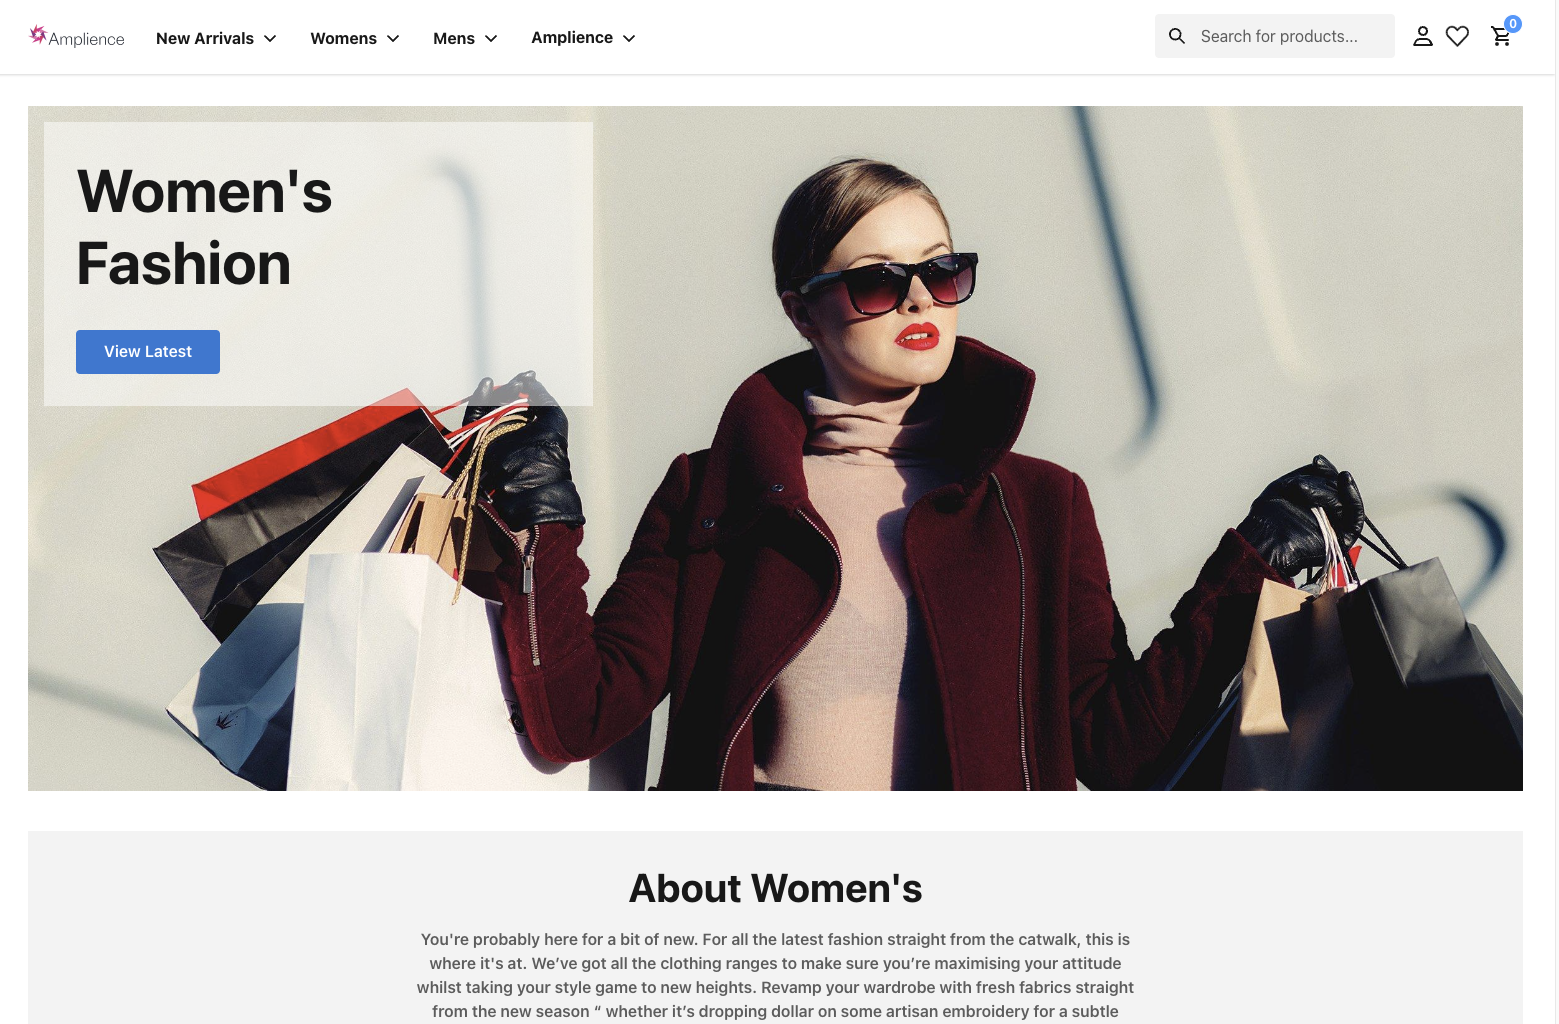 Amplience
New Arrivals
Womens
Mens
Amplience
Search for products...
0
Women's
Fashion
View Latest
About Women's
You're probably here for a bit of new. For all the latest fashion straight from the catwalk, this is
where it's at. We’ve got all the clothing ranges to make sure you’re maximising your attitude
whilst taking your style game to new heights. Revamp your wardrobe with fresh fabrics straight
from the new season “ whether it’s dropping dollar on some artisan embroidery for a subtle